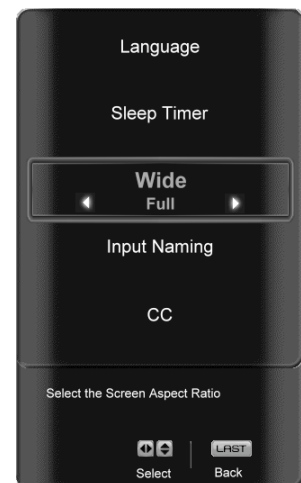 Language
Sleep Timer
Wide
Full
Input Naming
CC
Select the Screen Aspect Ratio
LAST
Select
Back